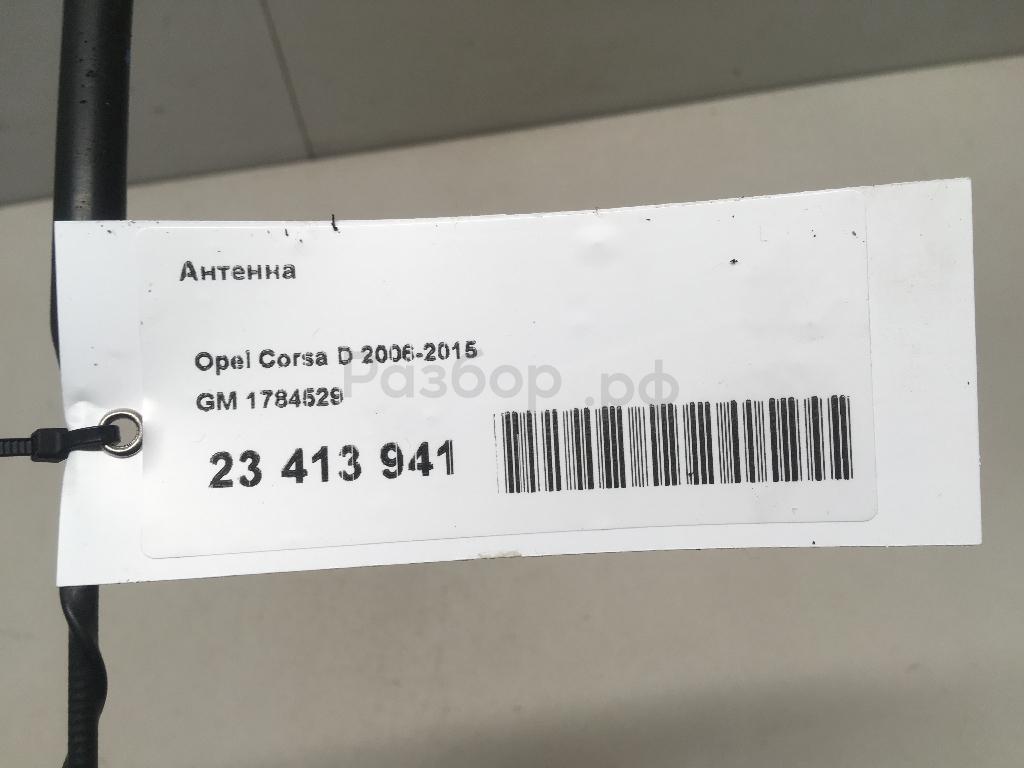 Антенна
Opel Corsa D 2006-2015
Разбор.рф
GM 1784529
23 413 941